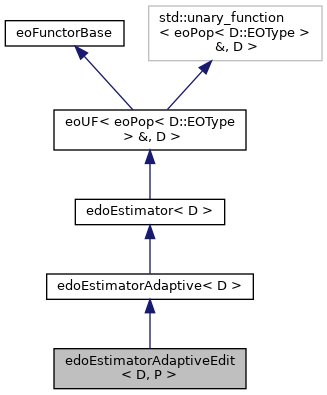 eoFunctorBase
std::unary_function
< eoPop< D::EOType >
&, D >
eoUF< eoPop< D::EOType
> &, D >
edoEstimator< D >
edoEstimatorAdaptive< D >
edoEstimatorAdaptiveEdit
< D, P >